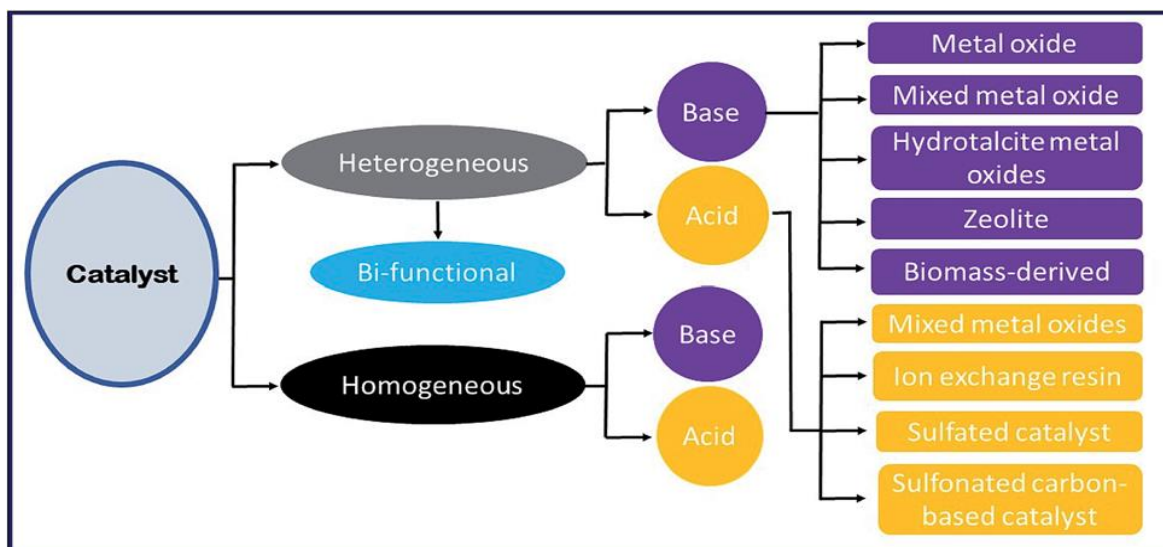 Catalyst
Heterogeneous
Bi-functional
Homogeneous
Base
Acid
Base
Acid
Metal oxide
Mixed metal oxide
Hydrotalcite metal
oxides
Zeolite
Biomass-derived
Mixed metal oxides
Ion exchange resin
Sulfated catalyst
Sulfonated carbon-
based catalyst